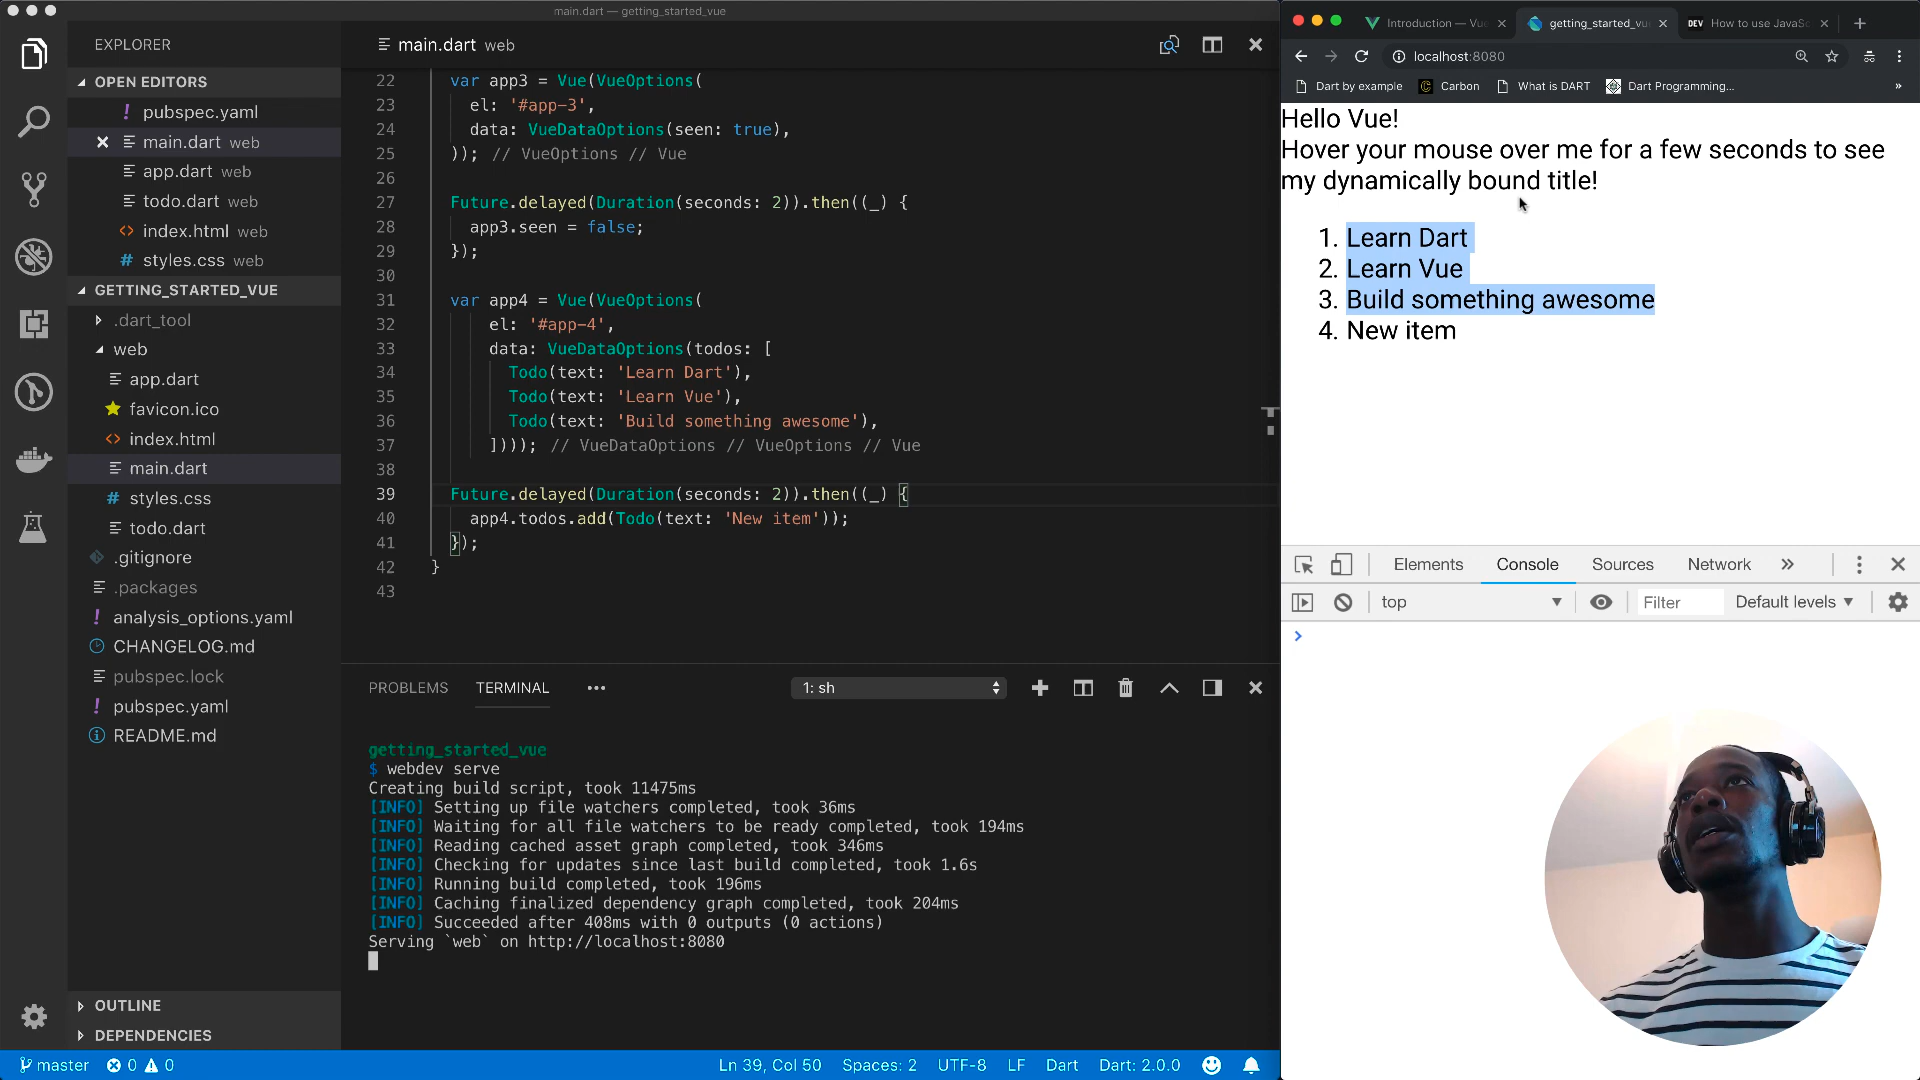 main.dart — getting_started_vue
EXPLORER
OPEN EDITORS
! pubspec.yaml
main.dart web
app.dart web
todo.dart web
<> index.html web
# styles.css web
GETTING_STARTED_VUE
.dart_tool
web
app.dart
favicon.ico
<> index.html
main.dart
# styles.css
todo.dart
.gitignore
.packages
! analysis_options.yaml
CHANGELOG.md
pubspec.lock
! pubspec.yaml
README.md
OUTLINE
DEPENDENCIES
main.dart web
22 var app3 = Vue(VueOptions(
23 el: '#app-3',
24 data: VueDataOptions(seen: true),
25 )); // VueOptions // Vue
26
27 Future.delayed(Duration(seconds: 2)).then((_) {
28 app3.seen = false;
29 });
30
31 var app4 = Vue(VueOptions(
32 el: '#app-4',
33 data: VueDataOptions(todos: [
34 Todo(text: 'Learn Dart'),
35 Todo(text: 'Learn Vue'),
36 Todo(text: 'Build something awesome'),
37 ]))); // VueDataOptions // VueOptions // Vue
38
39 Future.delayed(Duration(seconds: 2)).then((_) {
40 app4.todos.add(Todo(text: 'New item'));
41 });
42 }
43
PROBLEMS TERMINAL ••• 1: sh
getting_started_vue
$ webdev serve
Creating build script, took 11475ms
[INFO] Setting up file watchers completed, took 36ms
[INFO] Waiting for all file watchers to be ready completed, took 194ms
[INFO] Reading cached asset graph completed, took 346ms
[INFO] Checking for updates since last build completed, took 1.6s
[INFO] Running build completed, took 196ms
[INFO] Caching finalized dependency graph completed, took 204ms
[INFO] Succeeded after 408ms with 0 outputs (0 actions)
Serving `web` on http://localhost:8080
master 0 0 Ln 39, Col 50 Spaces: 2 UTF-8 LF Dart Dart: 2.0.0
Introduction — Vue getting_started_vu DEV How to use JavaSc
localhost:8080
Dart by example Carbon What is DART Dart Programming... »
Hello Vue!
Hover your mouse over me for a few seconds to see
my dynamically bound title!
1. Learn Dart
2. Learn Vue
3. Build something awesome
4. New item
Elements Console Sources Network »
top Filter Default levels